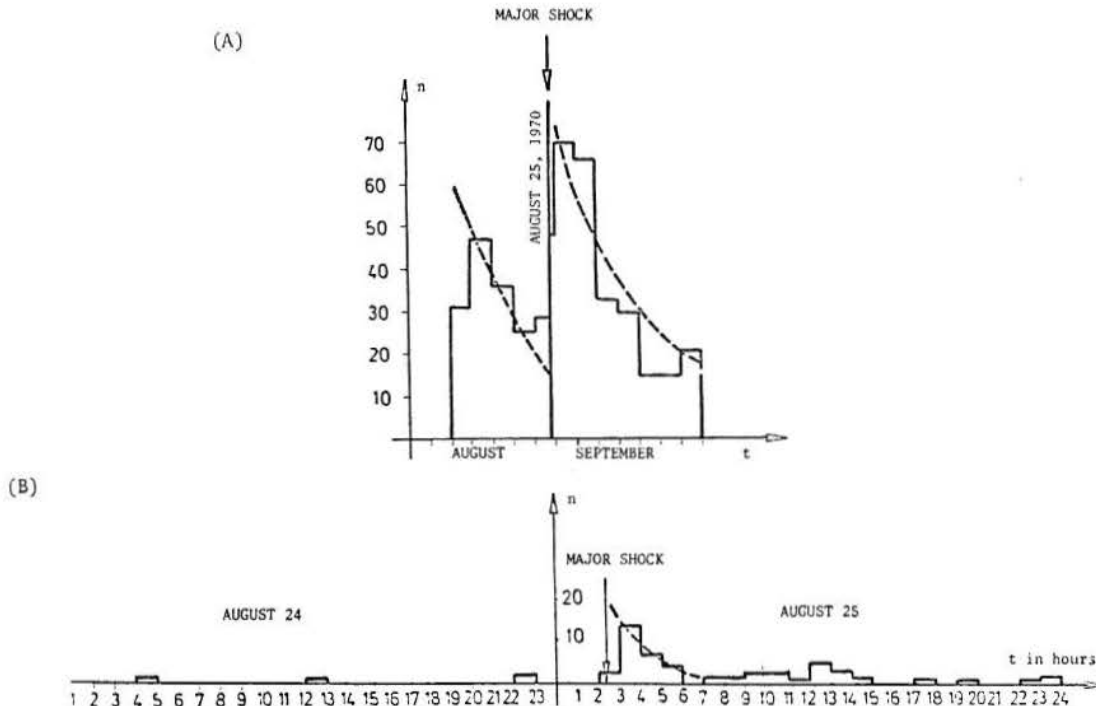 MAJOR SHOCK
(A)
n
AUGUST 25, 1970
70
60
50
40
30
20
10
AUGUST SEPTEMBER t
(B)
n
MAJOR SHOCK
20
10
AUGUST 24 AUGUST 25
t in hours
1 2 3 4 5 6 7 8 9 10 11 12 13 14 15 16 17 18 19 20 21 22 23 1 2 3 4 5 6 7 8 9 10 11 12 13 14 15 16 17 18 19 20 21 22 23 24